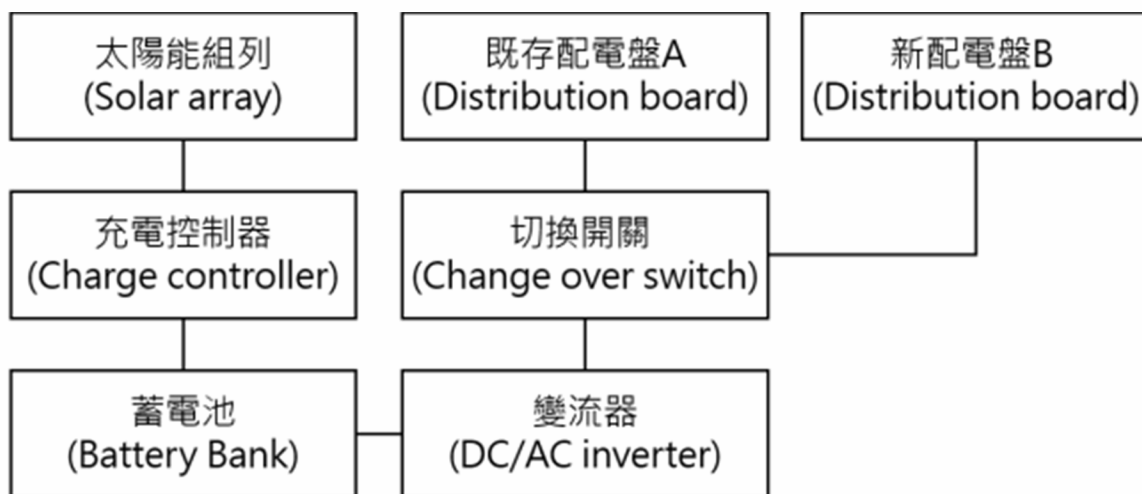 太陽能組列
(Solar array)
既存配電盤A
(Distribution board)
新配電盤B
(Distribution board)
充電控制器
(Charge controller)
切換開關
(Change over switch)
蓄電池
(Battery Bank)
變流器
(DC/AC inverter)